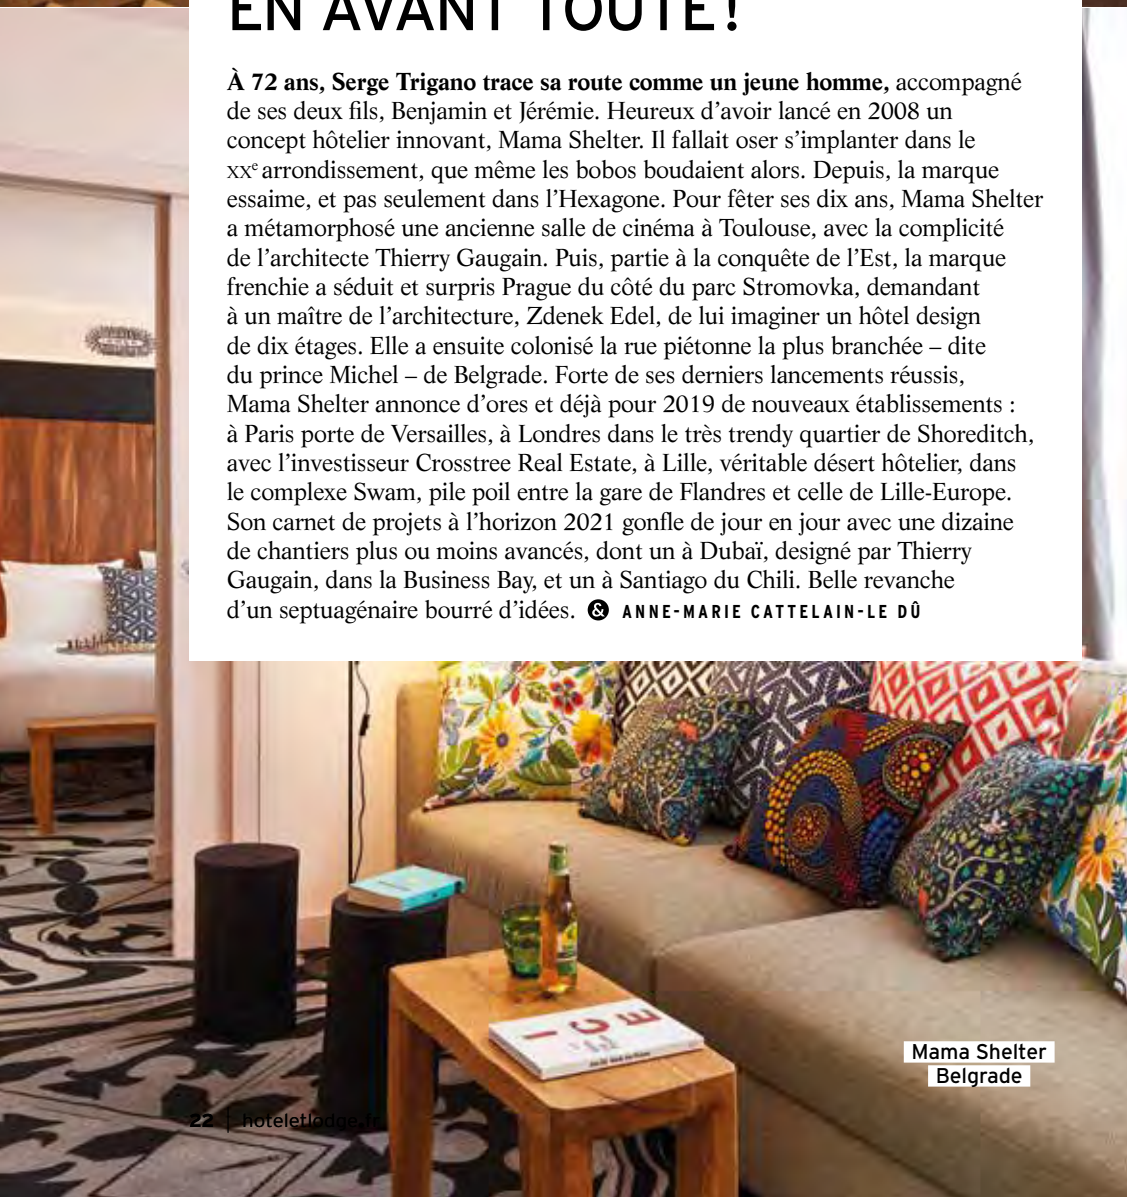 EN AVANT TOUTE !
À 72 ans, Serge Trigano trace sa route comme un jeune homme, accompagné
de ses deux fils, Benjamin et Jérémie. Heureux d’avoir lancé en 2008 un
concept hôtelier innovant, Mama Shelter. Il fallait oser s’implanter dans le
XXe arrondissement, que même les bobos boudaient alors. Depuis, la marque
essaime, et pas seulement dans l’Hexagone. Pour fêter ses dix ans, Mama Shelter
a métamorphosé une ancienne salle de cinéma à Toulouse, avec la complicité
de l’architecte Thierry Gaugain. Puis, partie à la conquête de l’Est, la marque
frenchie a séduit et surpris Prague du côté du parc Stromovka, demandant
à un maître de l’architecture, Zdenek Edel, de lui imaginer un hôtel design
de dix étages. Elle a ensuite colonisé la rue piétonne la plus branchée – dite
du prince Michel – de Belgrade. Forte de ses derniers lancements réussis,
Mama Shelter annonce d’ores et déjà pour 2019 de nouveaux établissements :
à Paris porte de Versailles, à Londres dans le très trendy quartier de Shoreditch,
avec l’investisseur Crosstree Real Estate, à Lille, véritable désert hôtelier, dans
le complexe Swam, pile poil entre la gare de Flandres et celle de Lille-Europe.
Son carnet de projets à l’horizon 2021 gonfle de jour en jour avec une dizaine
de chantiers plus ou moins avancés, dont un à Dubaï, designé par Thierry
Gaugain, dans la Business Bay, et un à Santiago du Chili. Belle revanche
d’un septuagénaire bourré d’idées. & ANNE-MARIE CATTELAIN-LE DÛ
ICE
Mama Shelter
Belgrade
22 | hoteletlodge.fr